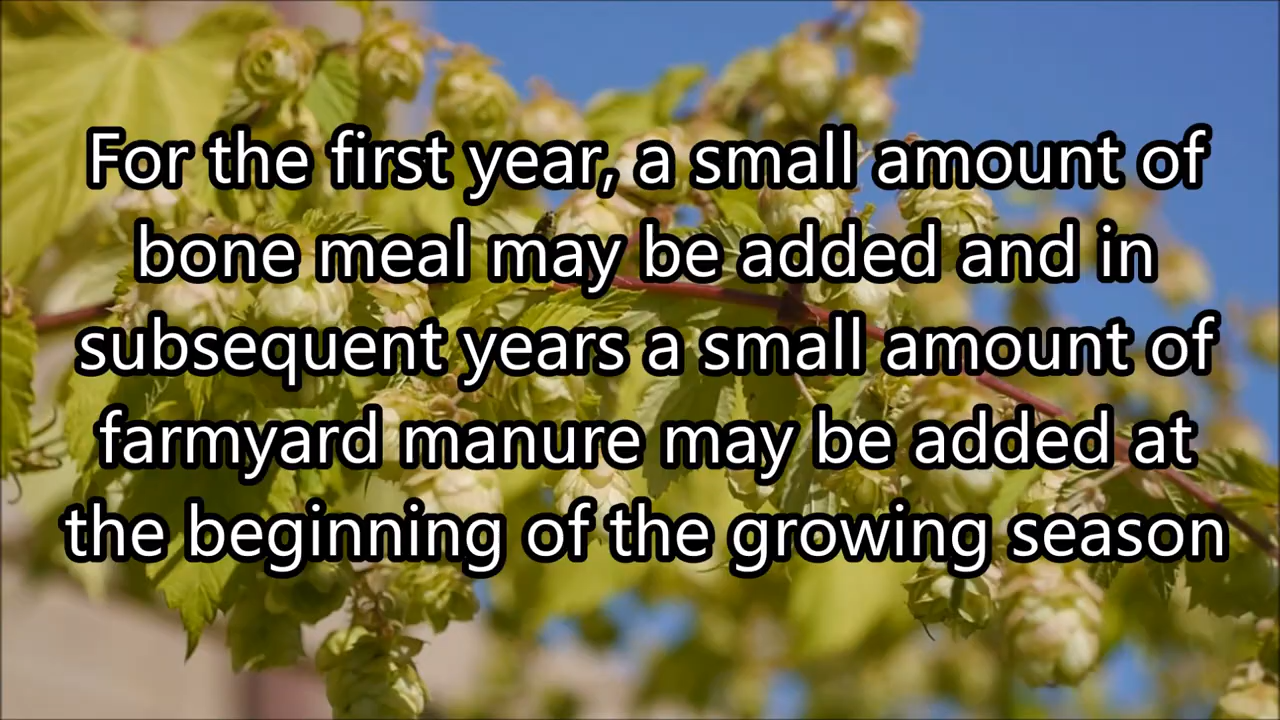 For the first year, a small amount of
bone meal may be added and in
subsequent years a small amount of
farmyard manure may be added at
the beginning of the growing season